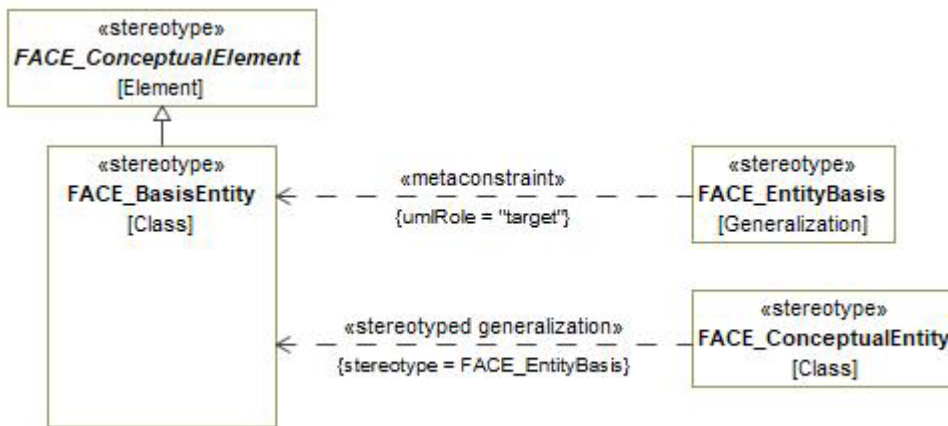 «stereotype»
FACE_ConceptualElement
[Element]
«stereotype»
FACE_BasisEntity
[Class]
«metaconstraint»
{umlRole = "target"}
«stereotype»
FACE_EntityBasis
[Generalization]
«stereotyped generalization»
{stereotype = FACE_EntityBasis}
«stereotype»
FACE_ConceptualEntity
[Class]